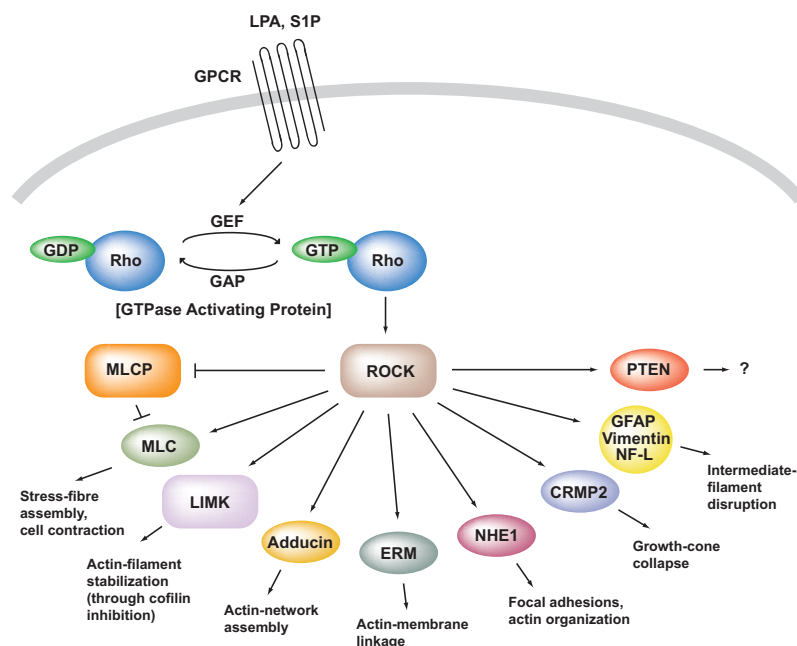 LPA, S1P
GPCR
GEF
GDP
Rho
GTP
Rho
GAP
[GTPase Activating Protein]
MLCP
ROCK
PTEN
?
MLC
GFAP
Vimentin
NF-L
Stress-fibre
assembly,
cell contraction
LIMK
CRMP2
Intermediate-
filament
disruption
Adducin
ERM
NHE1
Growth-cone
collapse
Actin-filament
stabilization
(through cofilin
inhibition)
Actin-network
assembly
Actin-membrane
linkage
Focal adhesions,
actin organization